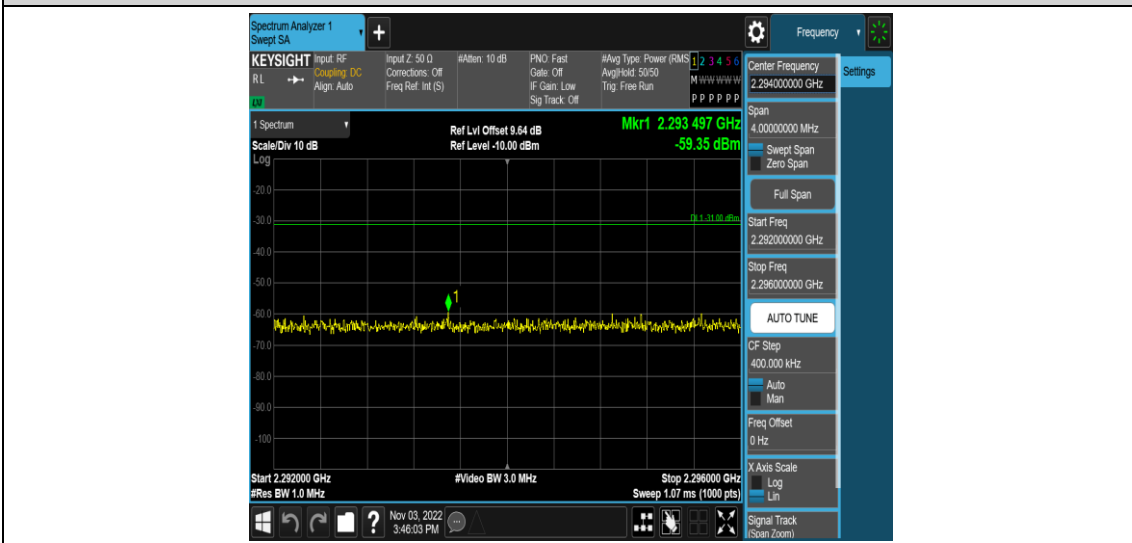 Spectrum Analyzer 1
Swept SA
+
Frequency
KEYSIGHT
RL
LNI
Input: RF
Coupling: DC
Align: Auto
Input Z: 50 Ω
Corrections: Off
Freq Ref: Int (S)
#Atten: 10 dB
PNO: Fast
Gate: Off
IF Gain: Low
Sig Track: Off
#Avg Type: Power (RMS
Avg|Hold: 50/50
Trig: Free Run
1 2 3 4 5 6
M W W W W W
P P P P P P
1 Spectrum
Scale/Div 10 dB
Log
Ref Lvl Offset 9.64 dB
Ref Level -10.00 dBm
Mkr1 2.293 497 GHz
-59.35 dBm
-20.0
-30.0
DL1 -31.00 dBm
-40.0
-50.0
1
-60.0
-70.0
-80.0
-90.0
-100
Start 2.292000 GHz
#Res BW 1.0 MHz
#Video BW 3.0 MHz
Stop 2.296000 GHz
Sweep 1.07 ms (1000 pts)
?
Nov 03, 2022
3:46:03 PM
Center Frequency
2.294000000 GHz
Settings
Span
4.00000000 MHz
Swept Span
Zero Span
Full Span
Start Freq
2.292000000 GHz
Stop Freq
2.296000000 GHz
AUTO TUNE
CF Step
400.000 kHz
Auto
Man
Freq Offset
0 Hz
X Axis Scale
Log
Lin
Signal Track
(Span Zoom)